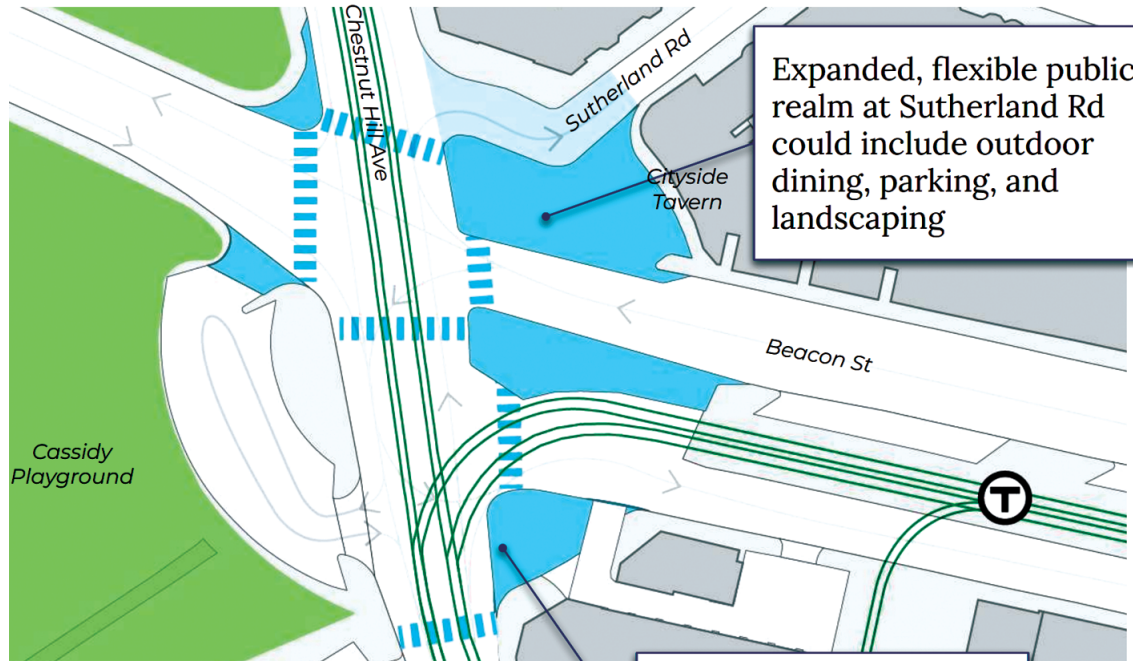 Chestnut Hill Ave
Sutherland Rd
Expanded, flexible public
realm at Sutherland Rd
could include outdoor
dining, parking, and
landscaping
Cityside
Tavern
Beacon St
Cassidy
Playground
T